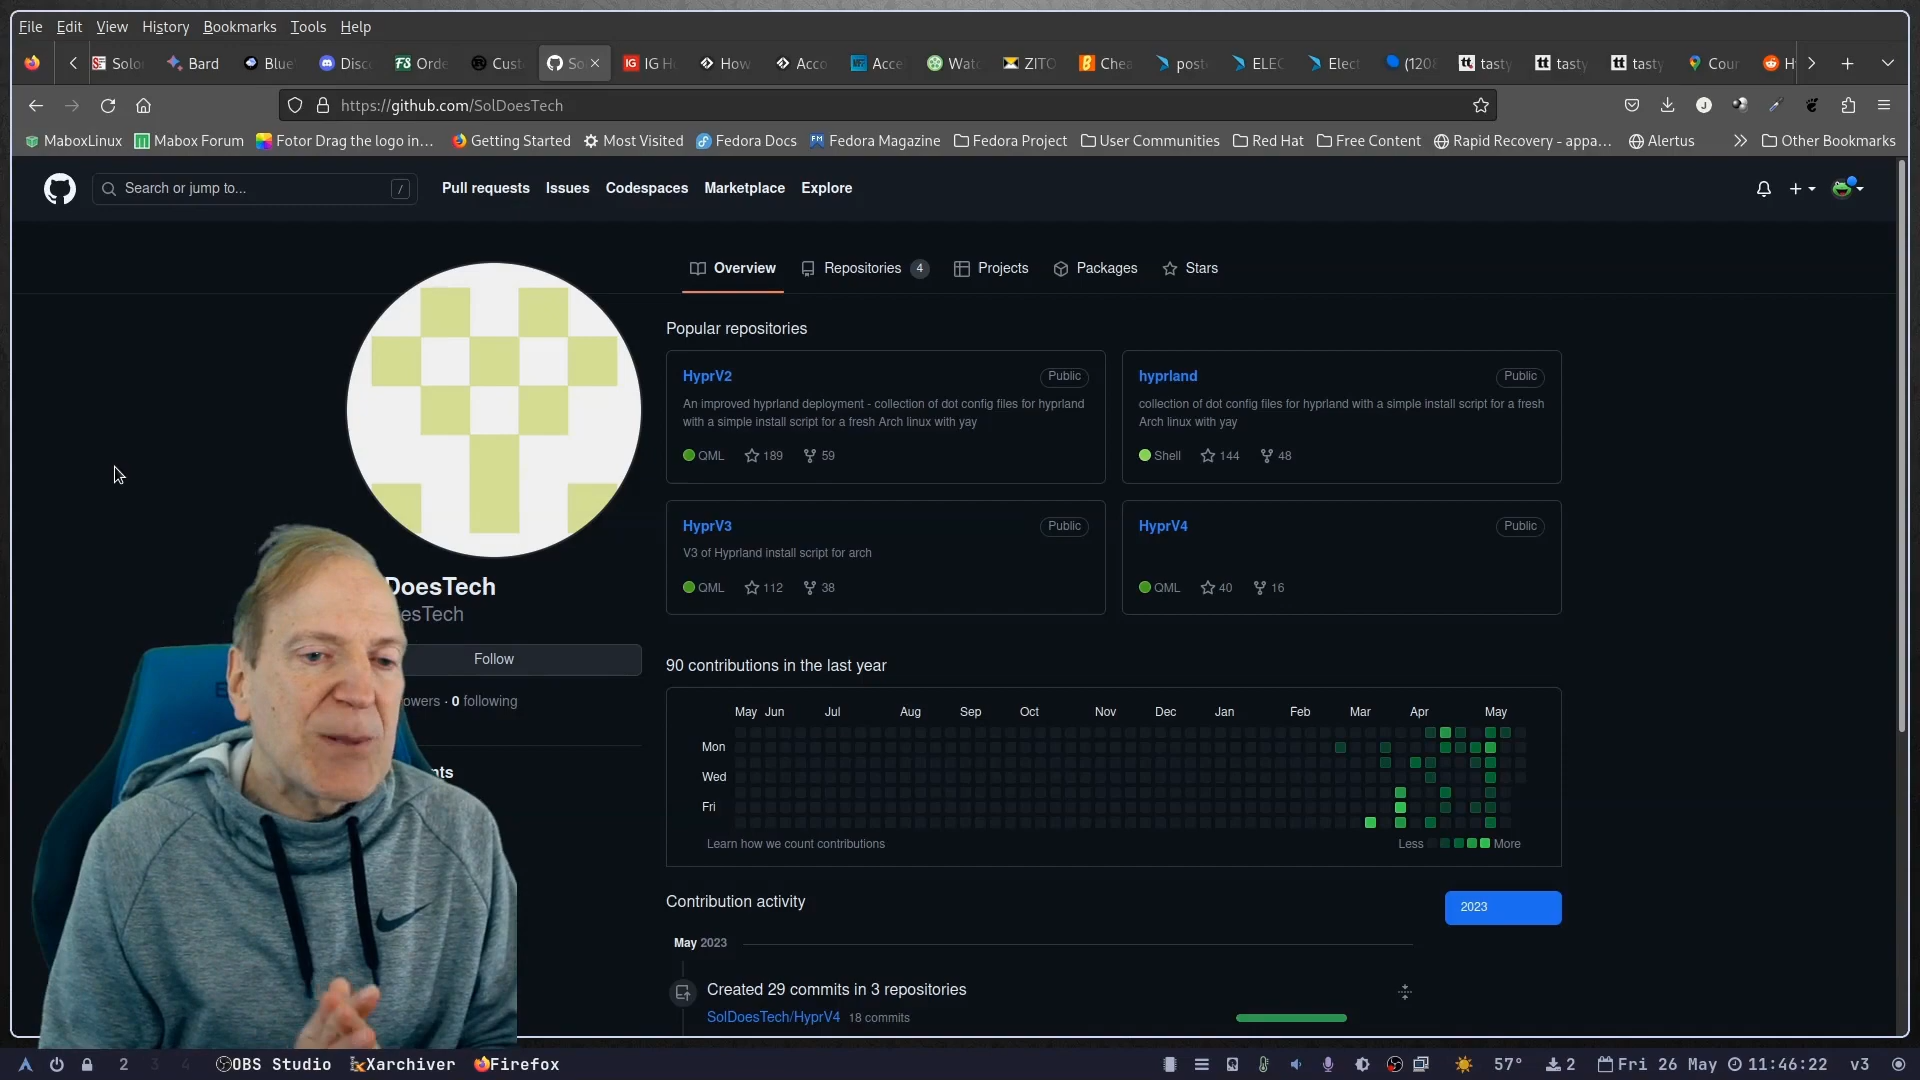 File Edit View History Bookmarks Tools Help
Solo Bard Blue Disc Orde Cust So IG Ho How Acco Acce Watc ZITO Chea post ELEC Elect (120 tasty tasty tasty Cour H
https://github.com/SolDoesTech
MaboxLinux Mabox Forum Fotor Drag the logo in... Getting Started Most Visited Fedora Docs Fedora Magazine Fedora Project User Communities Red Hat Free Content Rapid Recovery - appa... Alertus Other Bookmarks
Search or jump to... / Pull requests Issues Codespaces Marketplace Explore
Overview Repositories 4 Projects Packages Stars
Popular repositories
HyprV2 Public
An improved hyprland deployment - collection of dot config files for hyprland
with a simple install script for a fresh Arch linux with yay
QML 189 59
hyprland Public
collection of dot config files for hyprland with a simple install script for a fresh
Arch linux with yay
Shell 144 48
HyprV3 Public
V3 of Hyprland install script for arch
QML 112 38
HyprV4 Public
QML 40 16
DoesTech
esTech
Follow
owers · 0 following
nts
90 contributions in the last year
May Jun Jul Aug Sep Oct Nov Dec Jan Feb Mar Apr May
Mon
Wed
Fri
Learn how we count contributions Less More
Contribution activity
2023
May 2023
Created 29 commits in 3 repositories
SolDoesTech/HyprV4 18 commits
2 3 4 OBS Studio Xarchiver Firefox 57° 2 Fri 26 May 11:46:22 v3